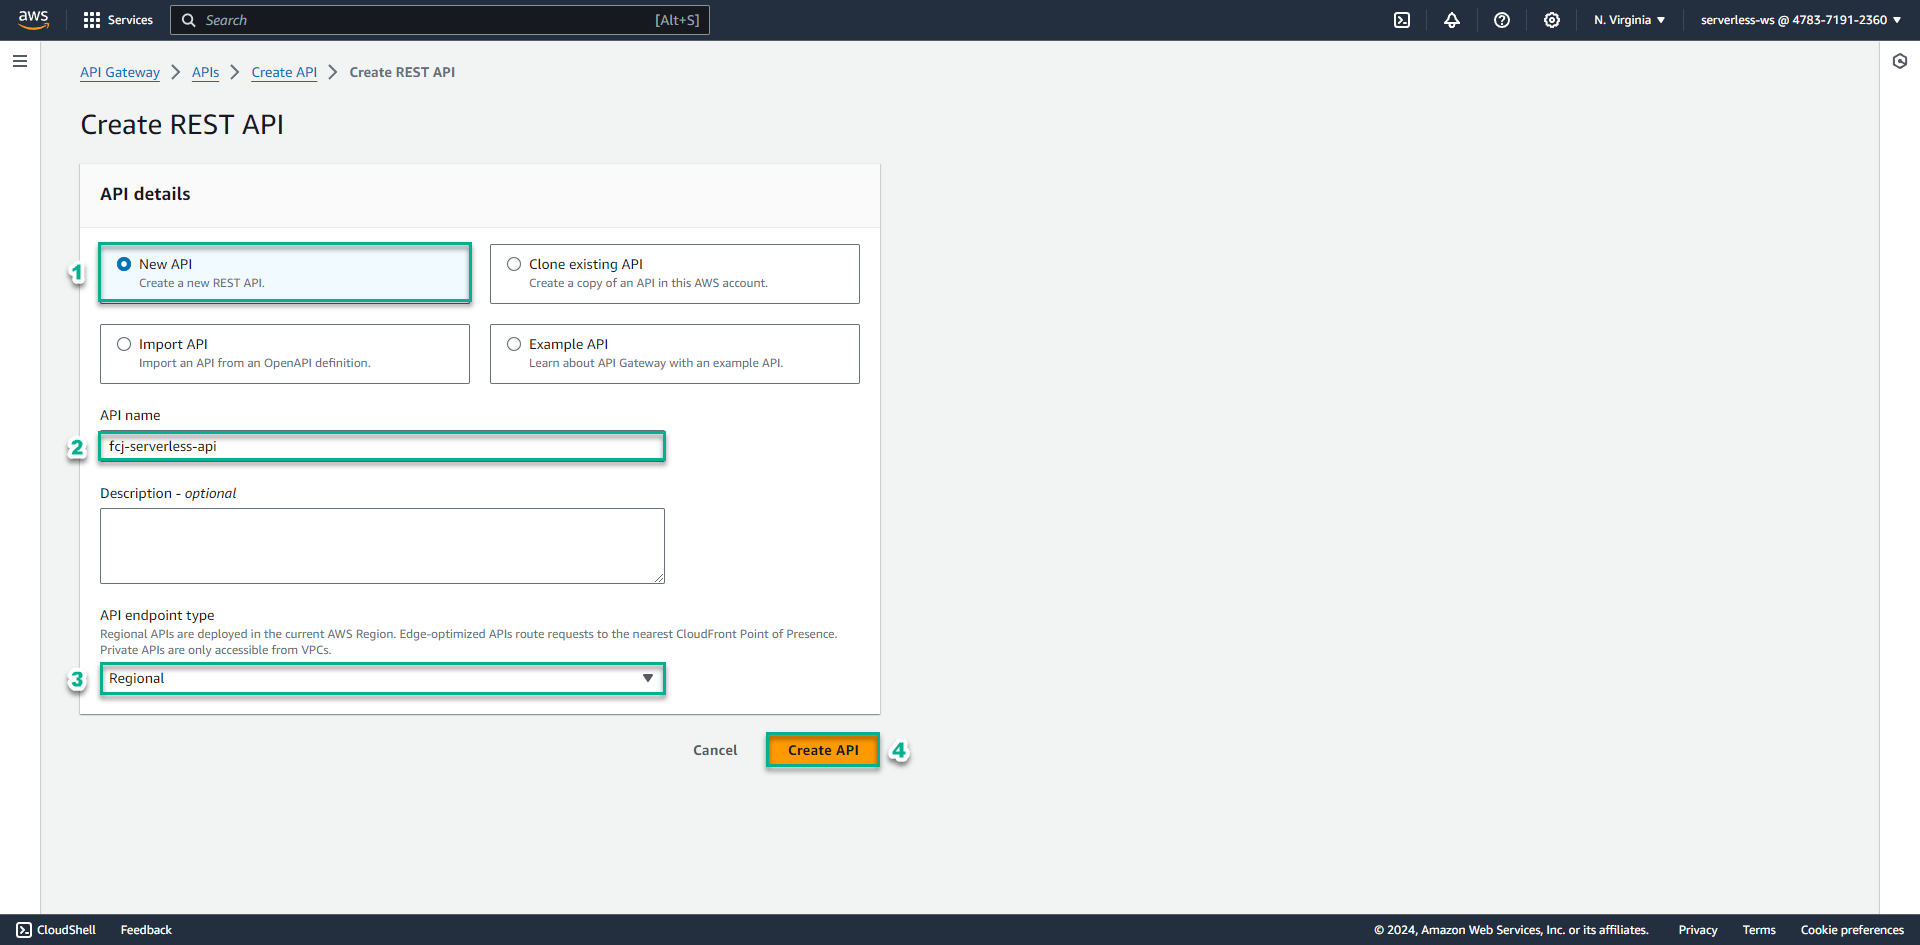 aws
Services
Search
[Alt+S]
N. Virginia
serverless-ws @ 4783-7191-2360
API Gateway
APIs
Create API
Create REST API
Create REST API
API details
1
New API
Create a new REST API.
Clone existing API
Create a copy of an API in this AWS account.
Import API
Import an API from an OpenAPI definition.
Example API
Learn about API Gateway with an example API.
API name
2
fcj-serverless-api
Description - optional
API endpoint type
Regional APIs are deployed in the current AWS Region. Edge-optimized APIs route requests to the nearest CloudFront Point of Presence.
Private APIs are only accessible from VPCs.
3
Regional
Cancel
Create API
4
CloudShell
Feedback
© 2024, Amazon Web Services, Inc. or its affiliates.
Privacy
Terms
Cookie preferences